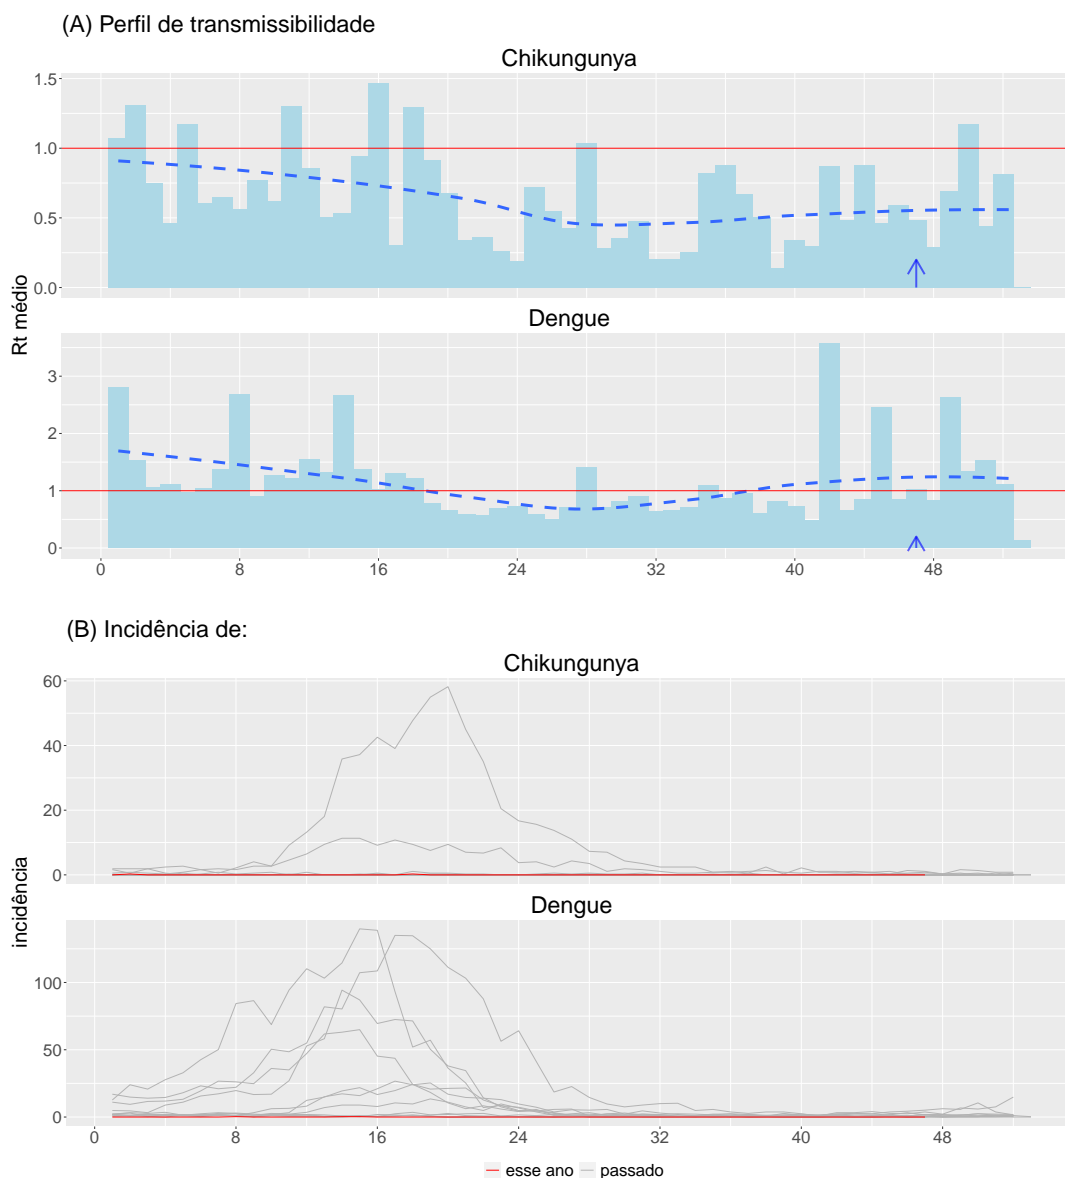 (A) Perfil de transmissibilidade
Chikungunya
1.5
1.0
0.5
0.0
Rt médio
Dengue
3
2
1
0
0 8 16 24 32 40 48
(B) Incidência de:
Chikungunya
60
40
20
0
incidência
Dengue
100
50
0
0 8 16 24 32 40 48
esse ano passado